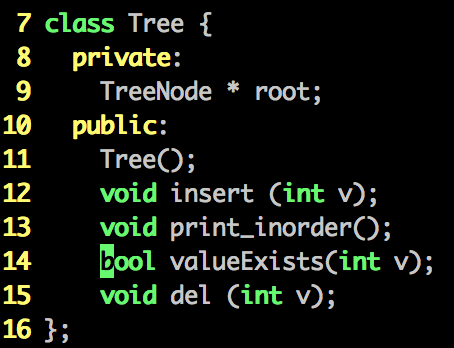 7 class Tree {
8   private:
9     TreeNode * root;
10   public:
11     Tree();
12     void insert (int v);
13     void print_inorder();
14     bool valueExists(int v);
15     void del (int v);
16 };